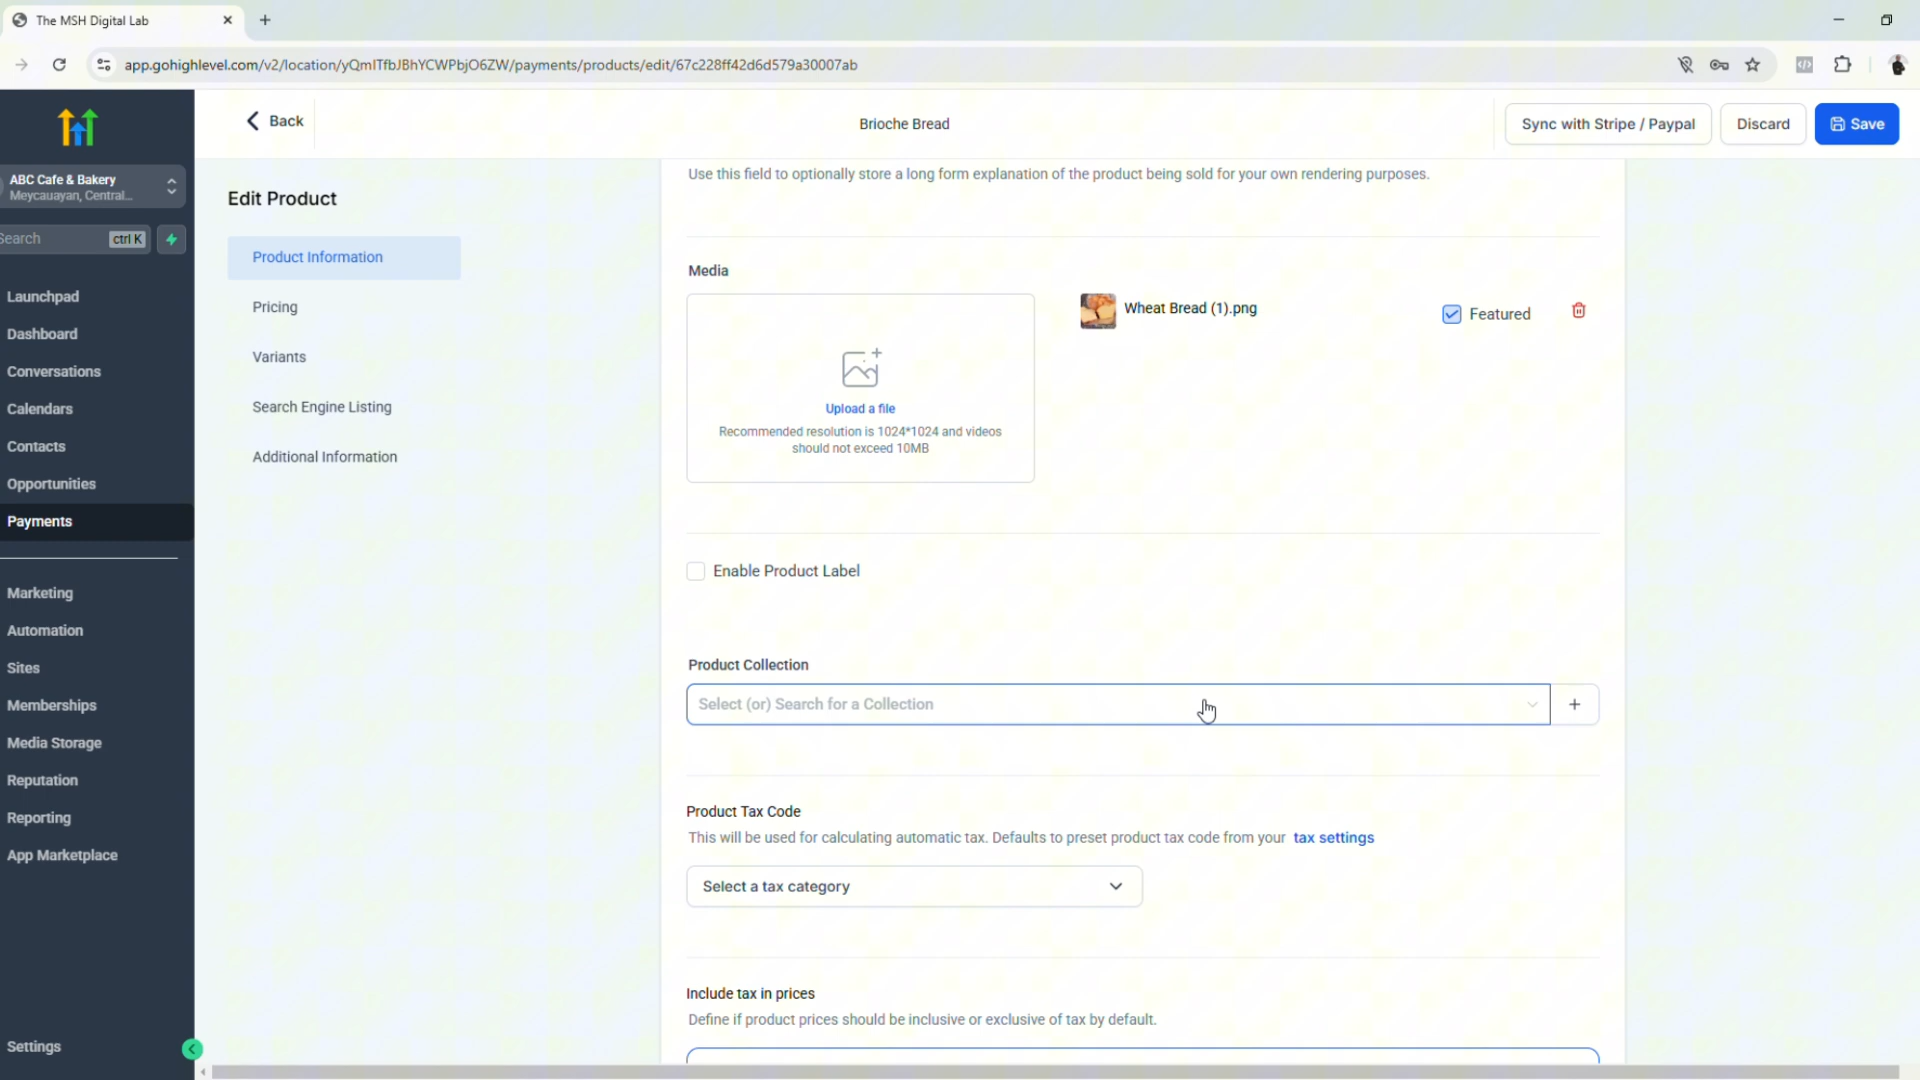 The MSH Digital Lab
app.gohighlevel.com/v2/location/yQmITfbJBhYCWPbjO6ZW/payments/products/edit/67c228ff42d6d579a30007ab
ABC Cafe & Bakery
Meycauayan, Central...
Search
ctrl K
Launchpad
Dashboard
Conversations
Calendars
Contacts
Opportunities
Payments
Marketing
Automation
Sites
Memberships
Media Storage
Reputation
Reporting
App Marketplace
Settings
Back
Brioche Bread
Sync with Stripe / Paypal
Discard
Save
Edit Product
Product Information
Pricing
Variants
Search Engine Listing
Additional Information
Use this field to optionally store a long form explanation of the product being sold for your own rendering purposes.
Media
Upload a file
Recommended resolution is 1024*1024 and videos
should not exceed 10MB
Wheat Bread (1).png
Featured
Enable Product Label
Product Collection
Select (or) Search for a Collection
Product Tax Code
This will be used for calculating automatic tax. Defaults to preset product tax code from your tax settings
Select a tax category
Include tax in prices
Define if product prices should be inclusive or exclusive of tax by default.